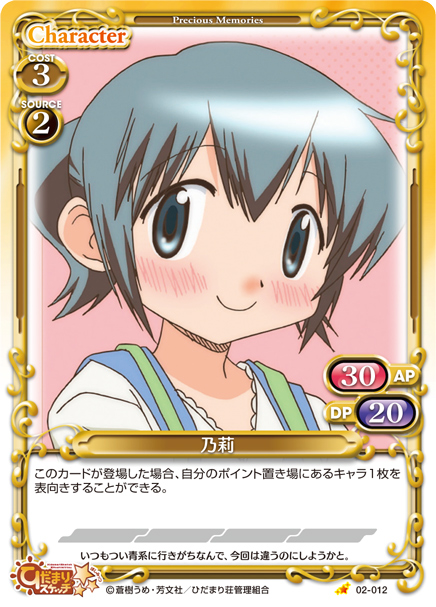 Precious Memories
Character
COST
3
SOURCE
2
30 AP
DP 20
乃莉
このカードが登場した場合、自分のポイント置き場にあるキャラ1枚を
表向きすることができる。
いつもつい青系に行きがちなんで、今回は違うのにしようかと。
ひだまり
スケッチ
©蒼樹うめ・芳文社／ひだまり荘管理組合
02-012